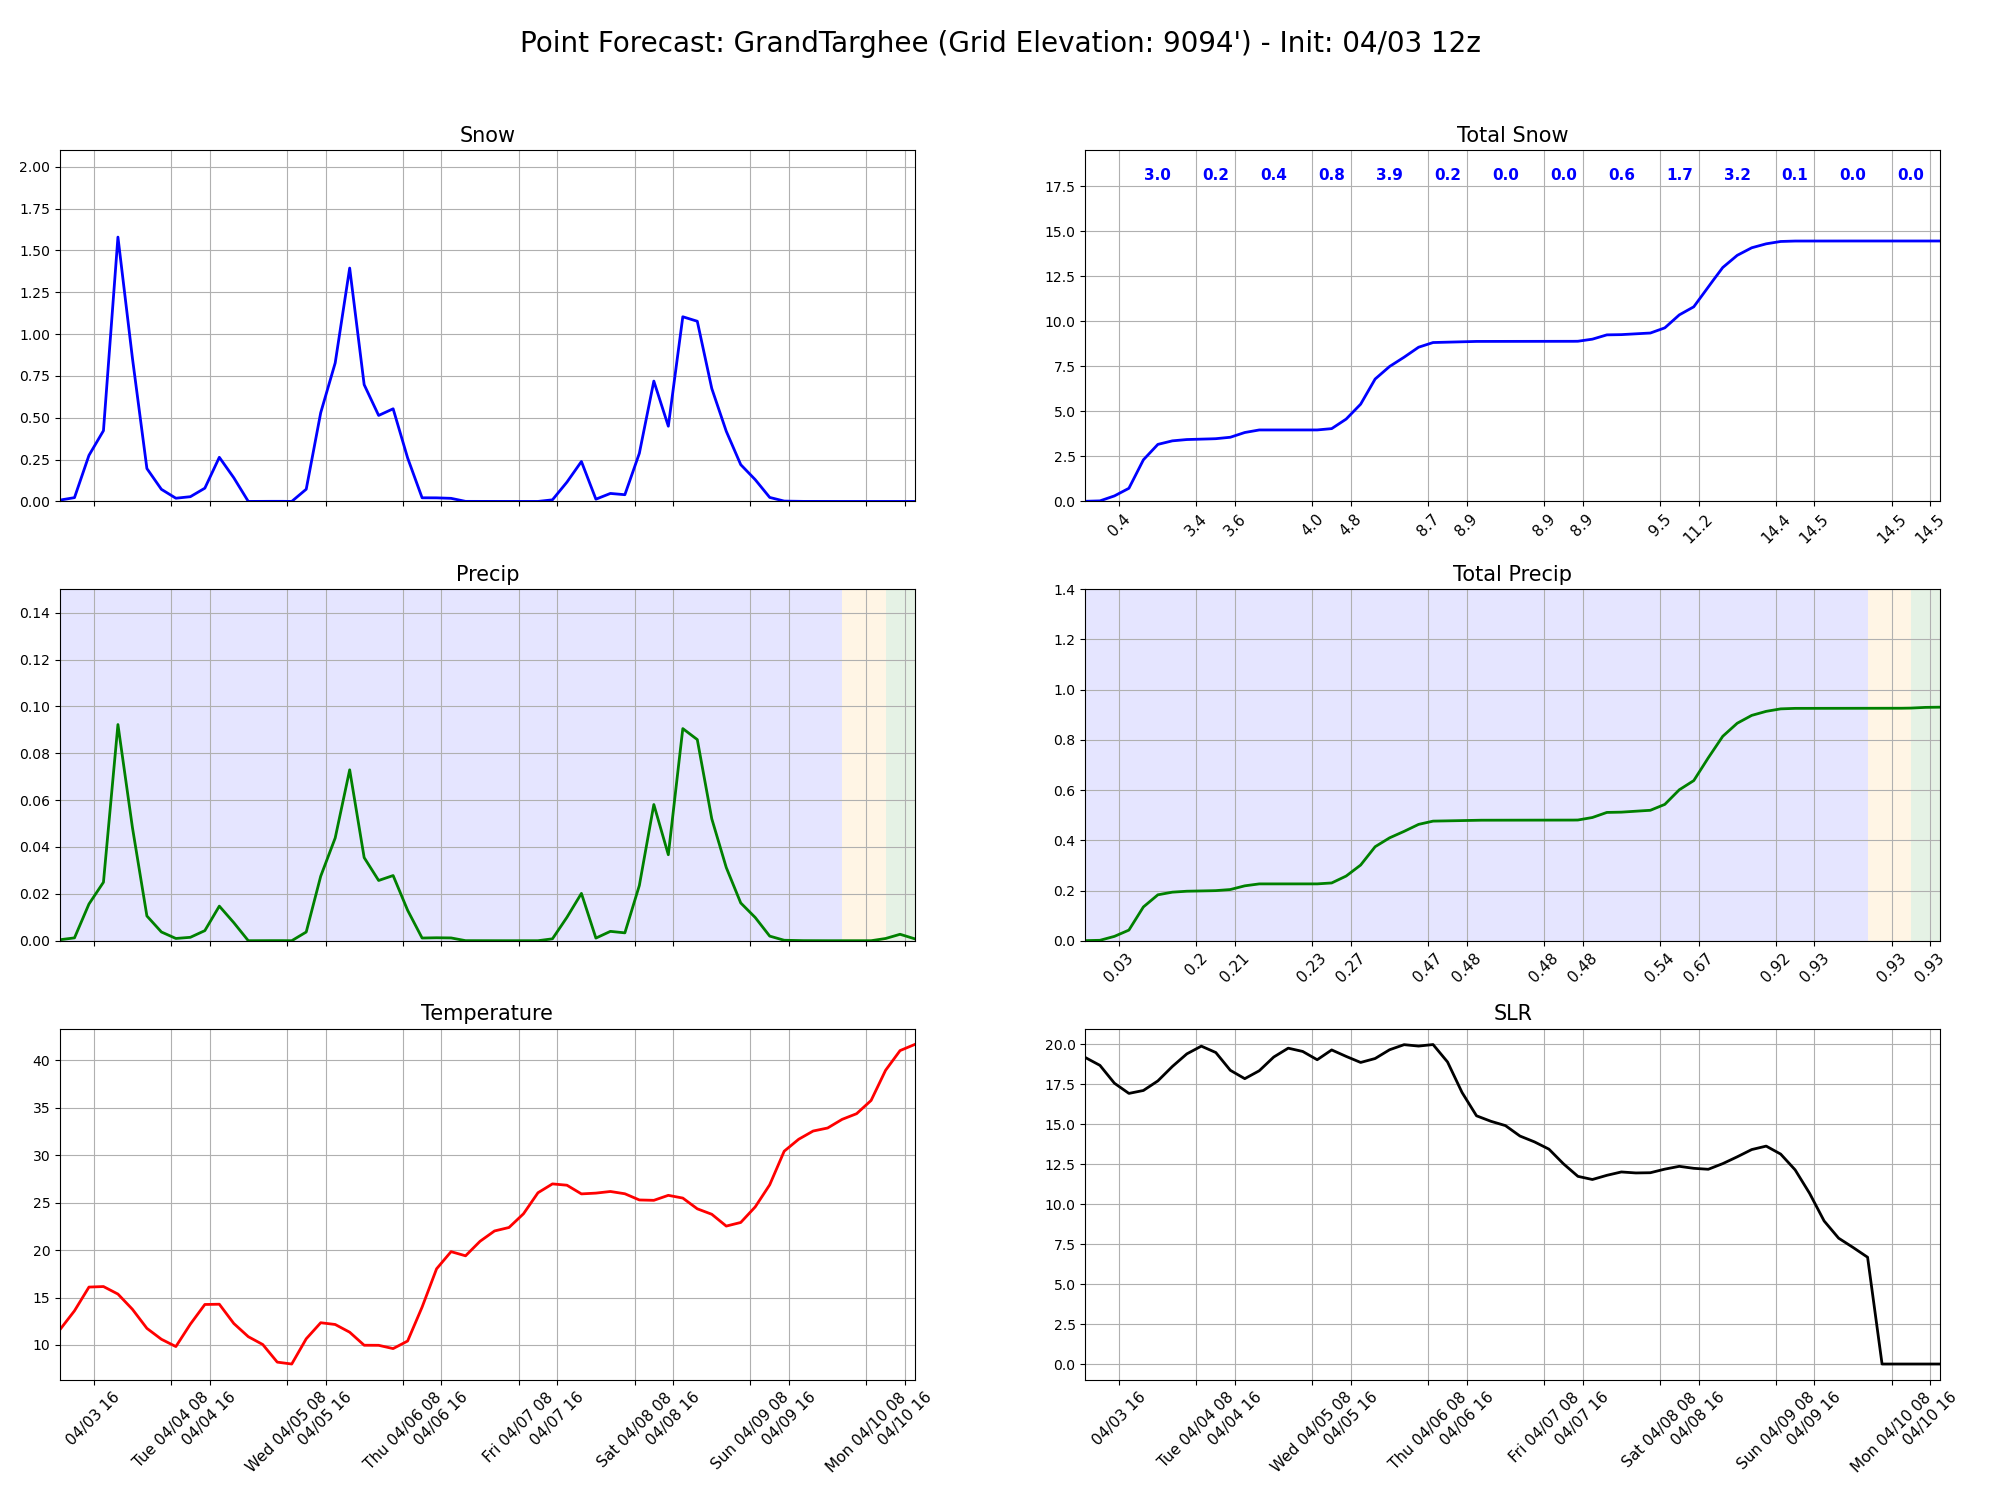 Point Forecast: GrandTarghee (Grid Elevation: 9094') - Init: 04/03 12z
Snow
2.00
1.75
1.50
1.25
1.00
0.75
0.50
0.25
0.00
Total Snow
3.0 0.2 0.4 0.8 3.9 0.2 0.0 0.0 0.6 1.7 3.2 0.1 0.0 0.0
17.5
15.0
12.5
10.0
7.5
5.0
2.5
0.0
0.4 3.4 3.6 4.0 4.8 8.7 8.9 8.9 8.9 9.5 11.2 14.4 14.5 14.5 14.5
Precip
0.14
0.12
0.10
0.08
0.06
0.04
0.02
0.00
Total Precip
1.4
1.2
1.0
0.8
0.6
0.4
0.2
0.0
0.03 0.2 0.21 0.23 0.27 0.47 0.48 0.48 0.48 0.54 0.67 0.92 0.93 0.93 0.93
Temperature
40
35
30
25
20
15
10
04/03 16
Tue 04/04 08
04/04 16
Wed 04/05 08
04/05 16
Thu 04/06 08
04/06 16
Fri 04/07 08
04/07 16
Sat 04/08 08
04/08 16
Sun 04/09 08
04/09 16
Mon 04/10 08
04/10 16
SLR
20.0
17.5
15.0
12.5
10.0
7.5
5.0
2.5
0.0
04/03 16
Tue 04/04 08
04/04 16
Wed 04/05 08
04/05 16
Thu 04/06 08
04/06 16
Fri 04/07 08
04/07 16
Sat 04/08 08
04/08 16
Sun 04/09 08
04/09 16
Mon 04/10 08
04/10 16